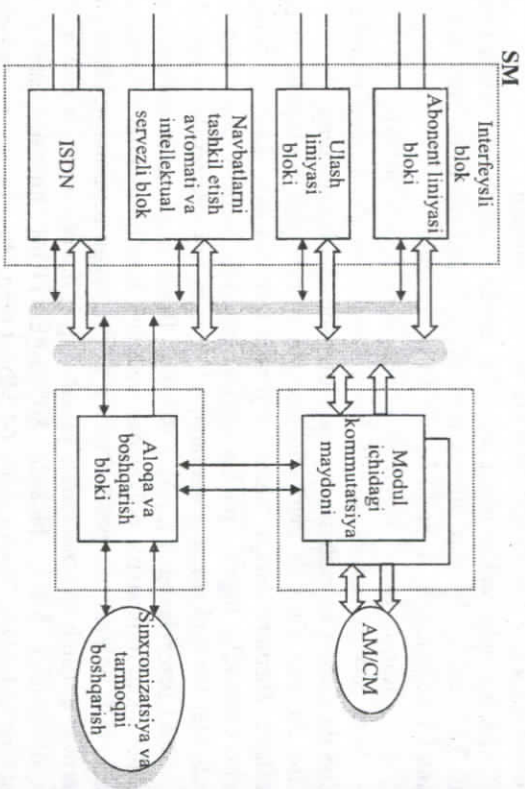 SM
Interfeysli
blok
Abonent liniyasi
bloki
Ulash
liniyasi
bloki
Navbatlarni
tashkil etish
avtomati va
intellektual
servezli blok
ISDN
Modul
ichidagi
kommutatsiya
maydoni
Aloqa va
boshqarish
bloki
AM/CM
Sinxronizatsiya va
tarmoqni
boshqarish